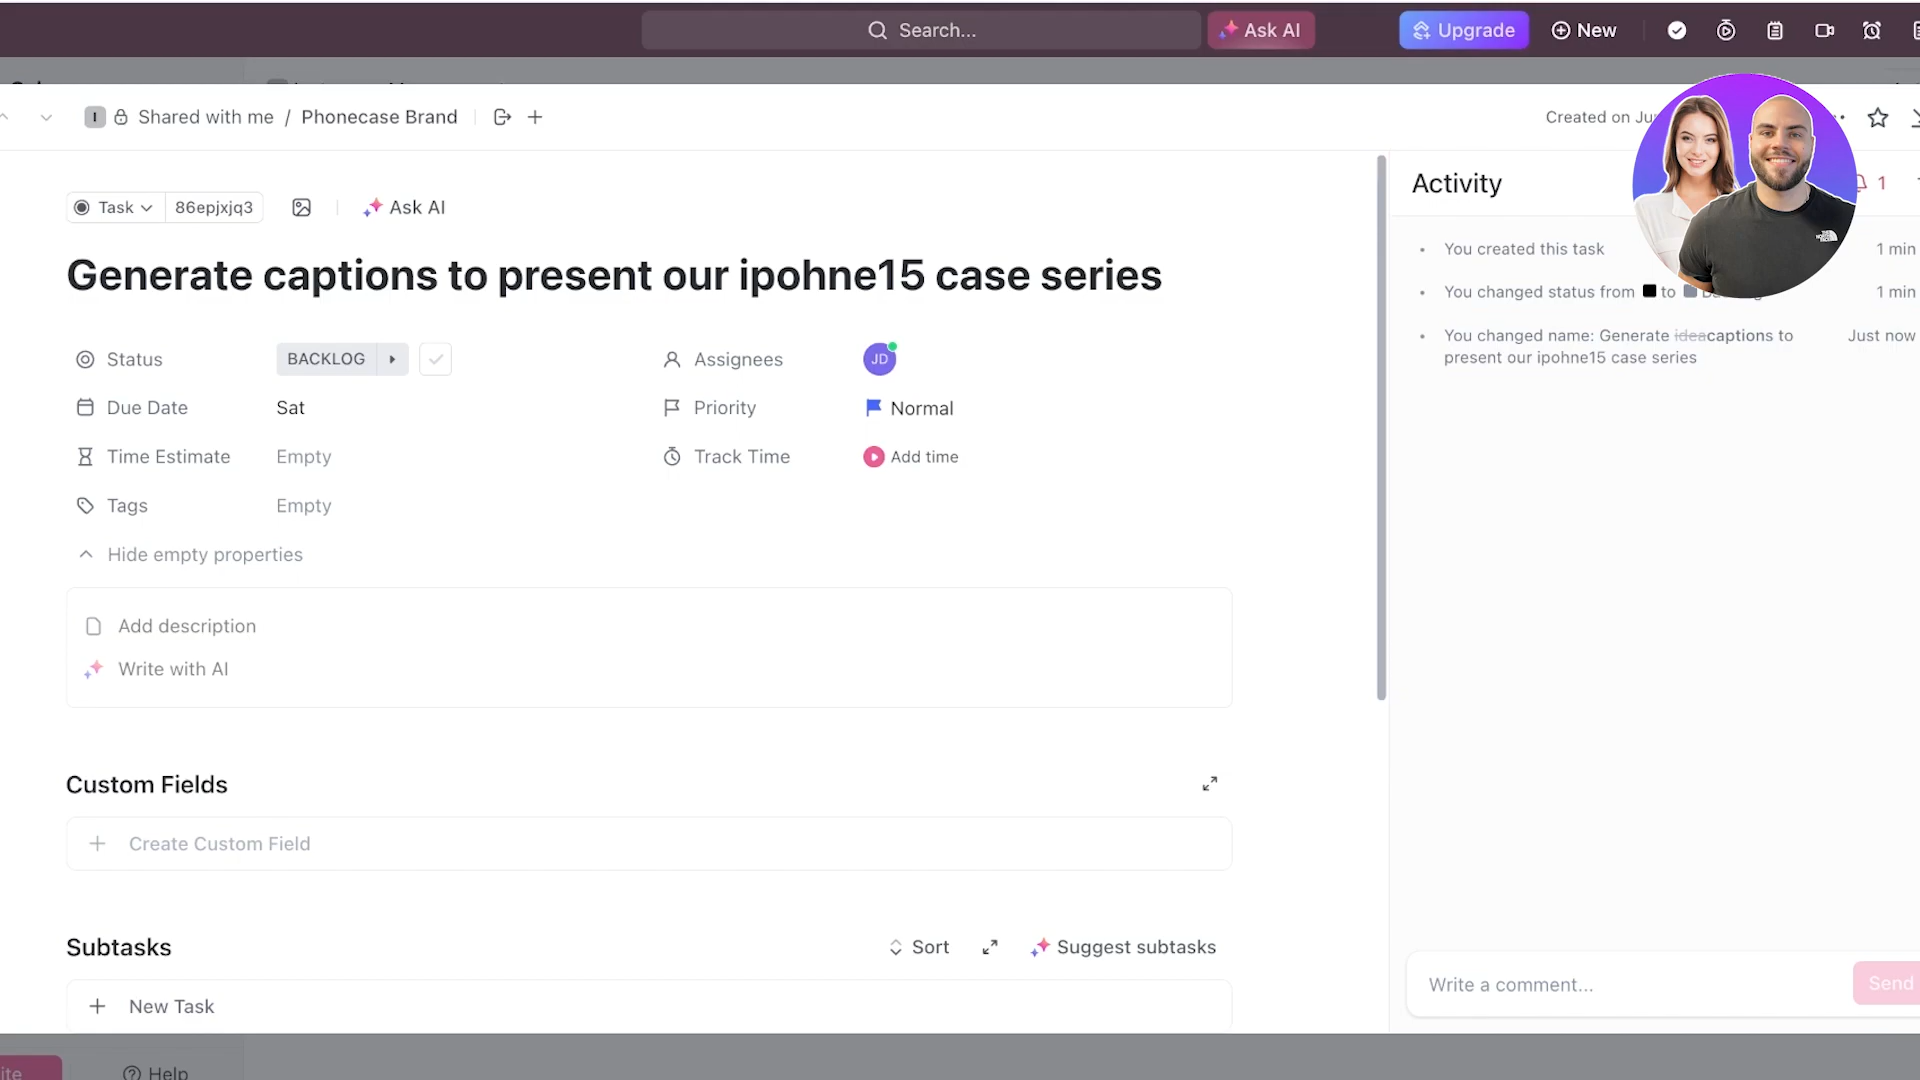 Search...
Ask AI
Upgrade
New
I Shared with me / Phonecase Brand
Created on
Task
86epjxjq3
Ask AI
Generate captions to present our ipohne15 case series
Status
BACKLOG
Assignees
JD
Due Date
Sat
Priority
Normal
Time Estimate
Empty
Track Time
Add time
Tags
Empty
Hide empty properties
Add description
Write with AI
Custom Fields
Create Custom Field
Subtasks
Sort
Suggest subtasks
New Task
Activity
1
You created this task
1 min
You changed status from to
1 min
You changed name: Generate ideacaptions to
present our ipohne15 case series
Just now
Write a comment...
Send
Help